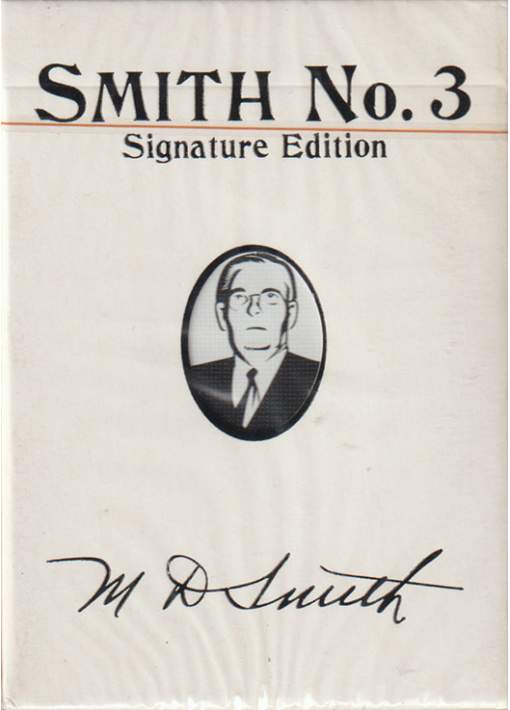 SMITH No. 3
Signature Edition
M D Smith